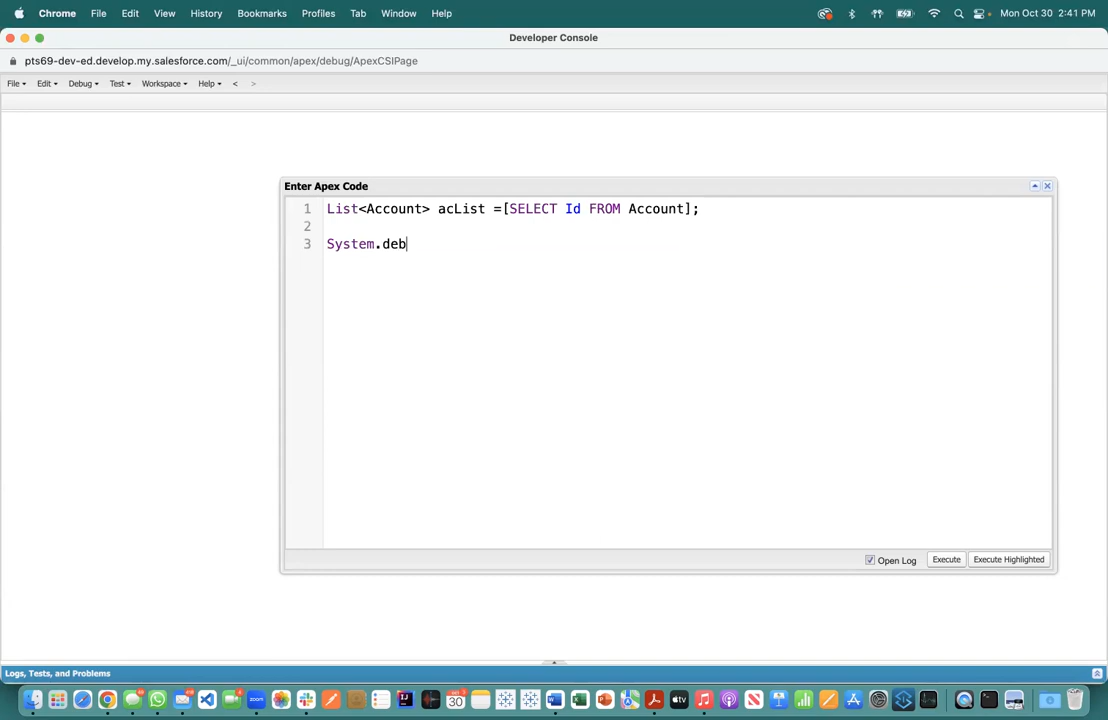 Chrome File Edit View History Bookmarks Profiles Tab Window Help Mon Oct 30 2:41 PM
Developer Console
pts69-dev-ed.develop.my.salesforce.com/_ui/common/apex/debug/ApexCSIPage
File Edit Debug Test Workspace Help < >
Enter Apex Code
1 List<Account> acList =[SELECT Id FROM Account];
2
3 System.deb
Open Log Execute Execute Highlighted
Logs, Tests, and Problems